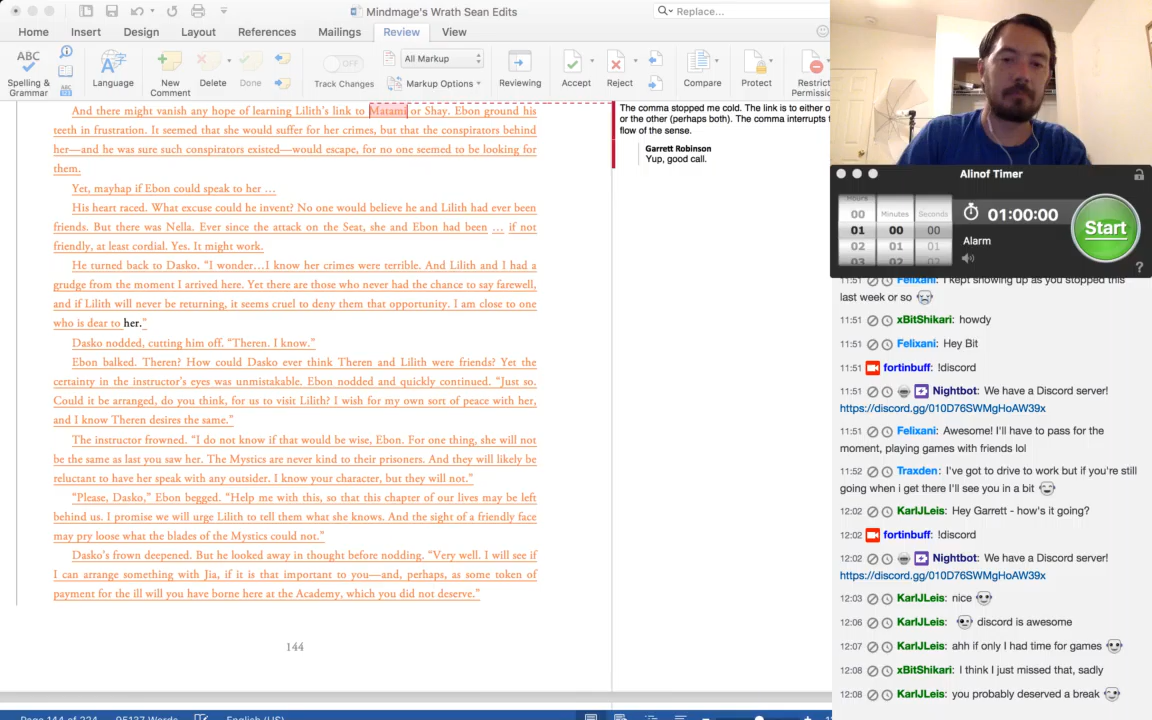 Mindmage's Wrath Sean Edits
Replace...
Home Insert Design Layout References Mailings Review View
ABC
Spelling & Grammar
Language
New Comment
Delete
Done
OFF
Track Changes
All Markup
Markup Options
Reviewing
Accept
Reject
Compare
Protect
Restrict
Permission
And there might vanish any hope of learning Lilith's link to Matami or Shay. Ebon ground his
teeth in frustration. It seemed that she would suffer for her crimes, but that the conspirators behind
her—and he was sure such conspirators existed—would escape, for no one seemed to be looking for
them.
Yet, mayhap if Ebon could speak to her …
His heart raced. What excuse could he invent? No one would believe he and Lilith had ever been
friends. But there was Nella. Ever since the attack on the Seat, she and Ebon had been … if not
friendly, at least cordial. Yes. It might work.
He turned back to Dasko. “I wonder…I know her crimes were terrible. And Lilith and I had a
grudge from the moment I arrived here. Yet there are those who never had the chance to say farewell,
and if Lilith will never be returning, it seems cruel to deny them that opportunity. I am close to one
who is dear to her.”
Dasko nodded, cutting him off. “Theren. I know.”
Ebon balked. Theren? How could Dasko ever think Theren and Lilith were friends? Yet the
certainty in the instructor's eyes was unmistakable. Ebon nodded and quickly continued. “Just so.
Could it be arranged, do you think, for us to visit Lilith? I wish for my own sort of peace with her,
and I know Theren desires the same.”
The instructor frowned. “I do not know if that would be wise, Ebon. For one thing, she will not
be the same as last you saw her. The Mystics are never kind to their prisoners. And they will likely be
reluctant to have her speak with any outsider. I know your character, but they will not.”
“Please, Dasko,” Ebon begged. “Help me with this, so that this chapter of our lives may be left
behind us. I promise we will urge Lilith to tell them what she knows. And the sight of a friendly face
may pry loose what the blades of the Mystics could not.”
Dasko's frown deepened. But he looked away in thought before nodding. “Very well. I will see if
I can arrange something with Jia, if it is that important to you—and, perhaps, as some token of
payment for the ill will you have borne here at the Academy, which you did not deserve.”
144
The comma stopped me cold. The link is to either o
or the other (perhaps both). The comma interrupts
flow of the sense.
Garrett Robinson
Yup, good call.
Page 144 of 224 95137 Words English (US)
Alinof Timer
Hours Minutes Seconds
00
01 00 00
02 01 01
03 02 02
01:00:00
Alarm
Start
?
11:51 Felixani: I kept showing up as you stopped this
last week or so
11:51 xBitShikari: howdy
11:51 Felixani: Hey Bit
11:51 fortinbuff: !discord
11:51 Nightbot: We have a Discord server!
https://discord.gg/010D76SWMgHoAW39x
11:51 Felixani: Awesome! I'll have to pass for the
moment, playing games with friends lol
11:52 Traxden: I've got to drive to work but if you're still
going when i get there I'll see you in a bit
12:02 KarlJLeis: Hey Garrett - how's it going?
12:02 fortinbuff: !discord
12:02 Nightbot: We have a Discord server!
https://discord.gg/010D76SWMgHoAW39x
12:03 KarlJLeis: nice
12:06 KarlJLeis: discord is awesome
12:07 KarlJLeis: ahh if only I had time for games
12:08 xBitShikari: I think I just missed that, sadly
12:08 KarlJLeis: you probably deserved a break